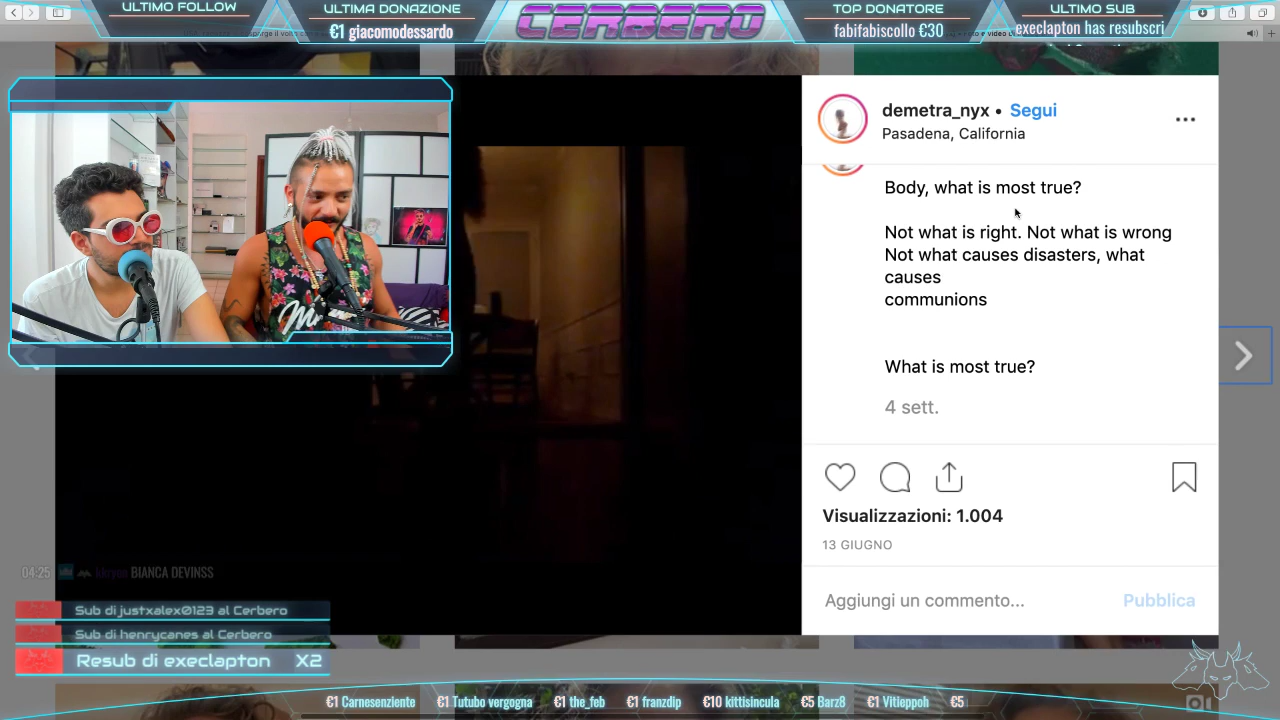 ULTIMO FOLLOW
ULTIMA DONAZIONE
€1 giacomodessardo
CERBERO
TOP DONATORE
fabifabiscollo €30
ULTIMO SUB
execlapton has resubscri
demetra_nyx • Segui
Pasadena, California
Body, what is most true?
Not what is right. Not what is wrong
Not what causes disasters, what
causes
communions
What is most true?
4 sett.
Visualizzazioni: 1.004
13 GIUGNO
Aggiungi un commento...
Pubblica
04:25
BIANCA DEVINSS
Sub di justxalex0123 al Cerbero
Sub di henrycanes al Cerbero
Resub di execlapton X2
€1 Carnesenziente €1 Tutubo vergogna €1 the_feb €1 franzdip €10 kittisincula €5 Barz8 €1 Vitieppoh €5